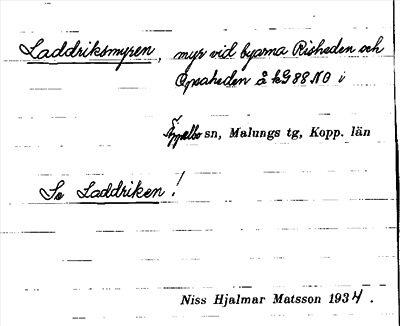 Laddriksmyren, myr vid byarna Risheden och
Opsaheden å kG 88 NO i
Äppelbo sn, Malungs tg, Kopp. län
Se Laddriken!
Niss Hjalmar Matsson 1934.